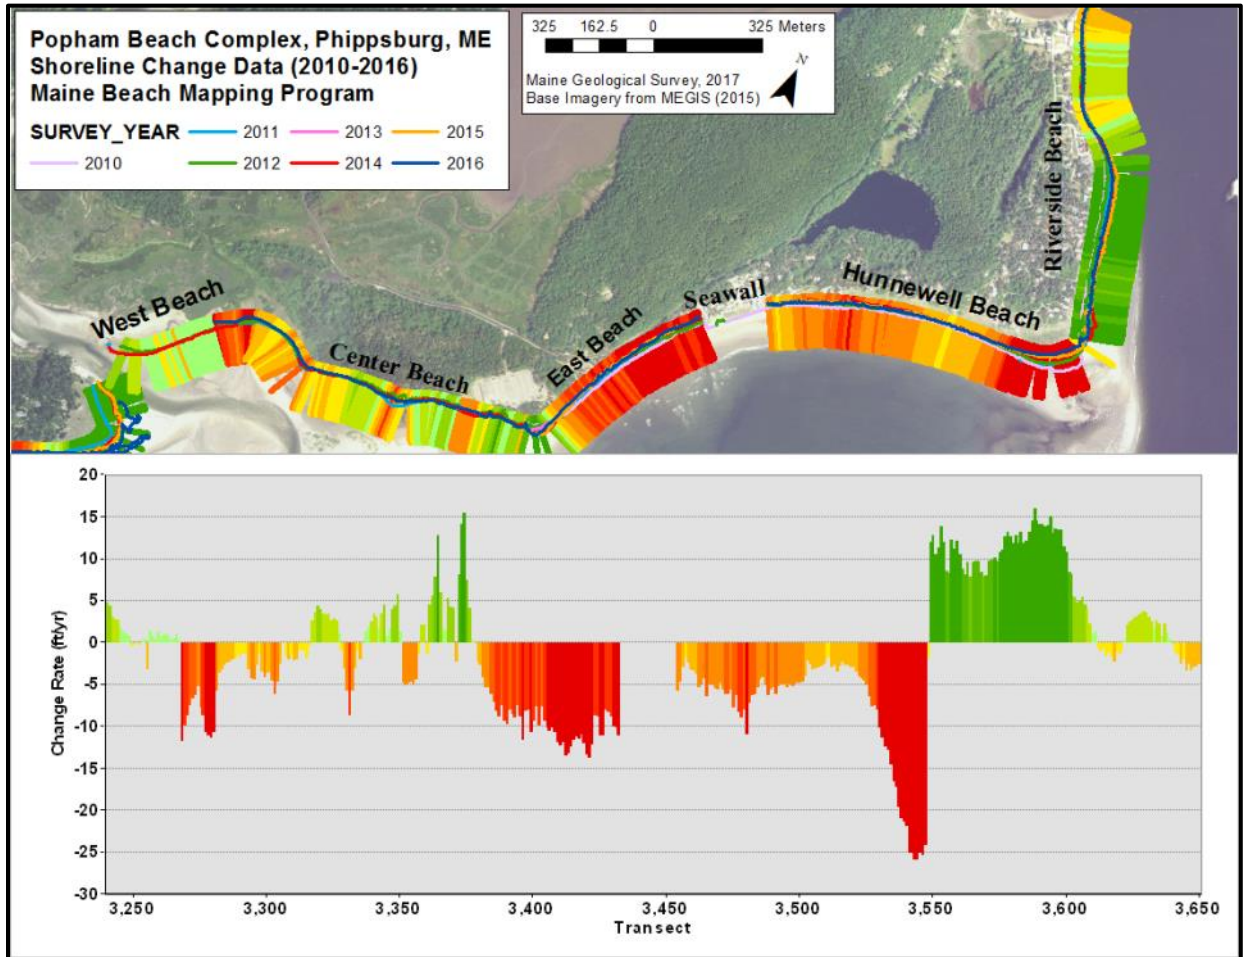 Popham Beach Complex, Phippsburg, ME
Shoreline Change Data (2010-2016)
Maine Beach Mapping Program
SURVEY_YEAR
2011
2013
2015
2010
2012
2014
2016
325 162.5 0 325 Meters
N
Maine Geological Survey, 2017
Base Imagery from MEGIS (2015)
West Beach
Center Beach
East Beach
Seawall
Hunnewell Beach
Riverside Beach
20
15
10
5
0
-5
-10
-15
-20
-25
-30
Change Rate (ft/yr)
3,250 3,300 3,350 3,400 3,450 3,500 3,550 3,600 3,650
Transect